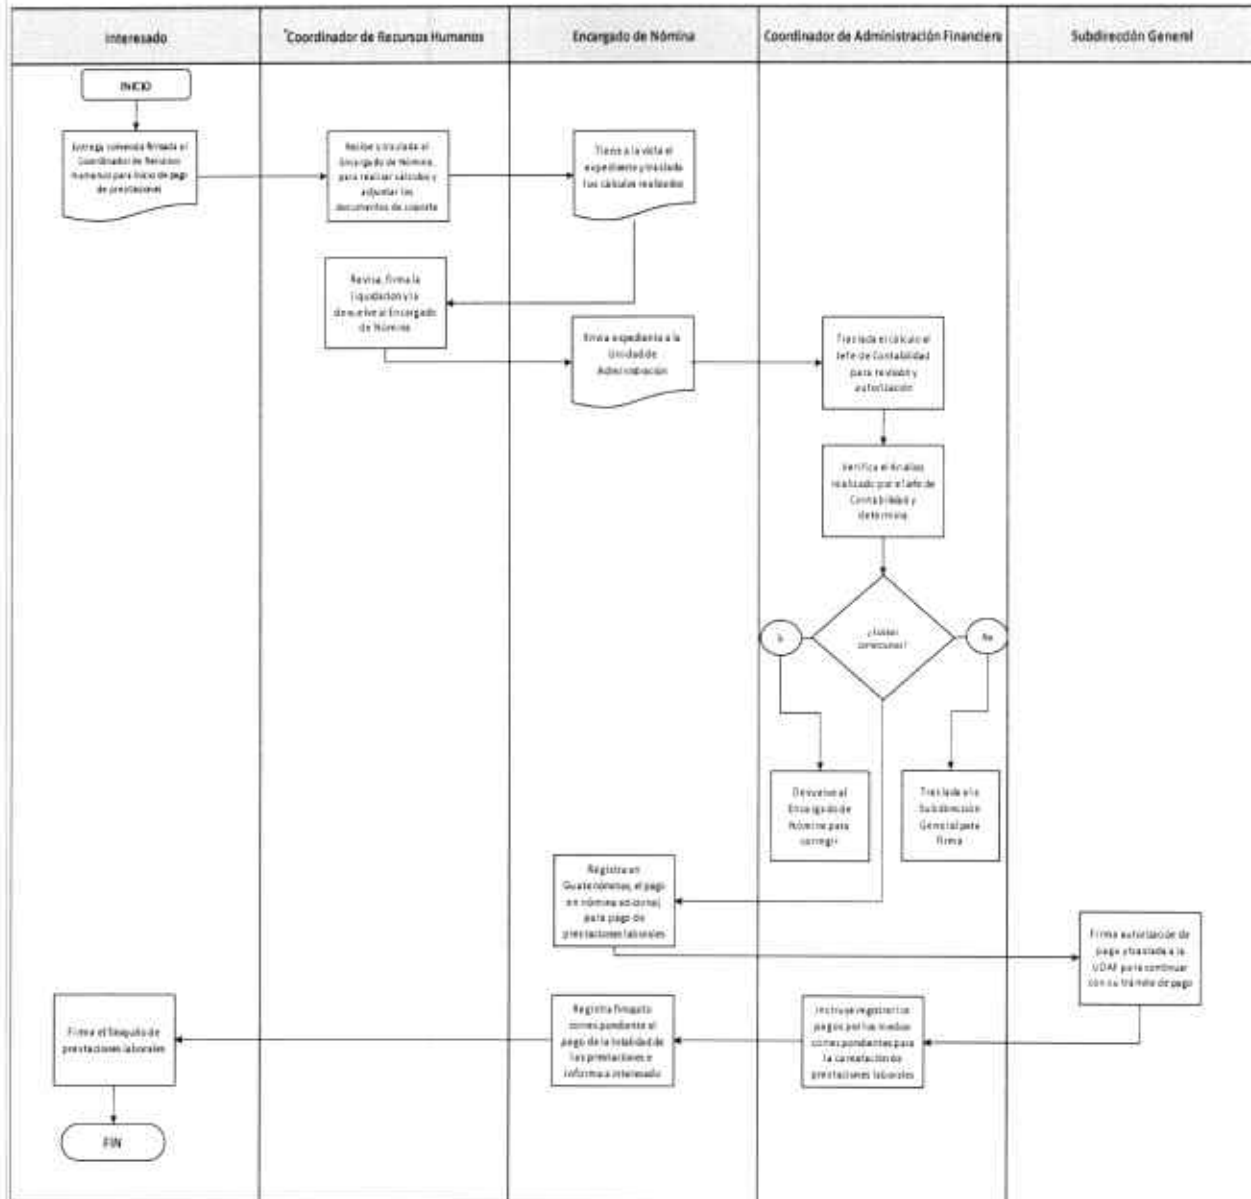 Interesado
Coordinador de Recursos Humanos
Encargado de Nómina
Coordinador de Administración Financiera
Subdirección General
INICIO
Entrega convenio firmado al
Coordinador de Recursos
Humanos para inicio de pago
de prestaciones
Recibe y traslada al
Encargado de Nómina,
para realizar cálculos y
adjuntar los
documentos de soporte
Tiene a la vista el
expediente y traslada
los cálculos realizados
Revisa, firma la
liquidación y la
devuelve al Encargado
de Nómina
Envía expediente a la
Unidad de
Administración
Traslada el cálculo al
Jefe de Contabilidad
para revisión y
autorización
Verifica el Análisis
realizado por el Jefe de
Contabilidad y
determina
¿Existen
correcciones?
Si
No
Devuelve al
Encargado de
Nómina para
corregir
Traslada a la
Subdirección
General para
Firma
Registra en
Guatenóminas, el pago
en nómina adicional,
para pago de
prestaciones laborales
Firma autorización de
pago y traslada a la
UDAF para continuar
con su trámite de pago
Firma el finiquito de
prestaciones laborales
Registra finiquito
correspondiente al
pago de la totalidad de
las prestaciones e
informa a interesado
Instruye registrar los
pagos por los medios
correspondientes para
la cancelación de
prestaciones laborales
FIN